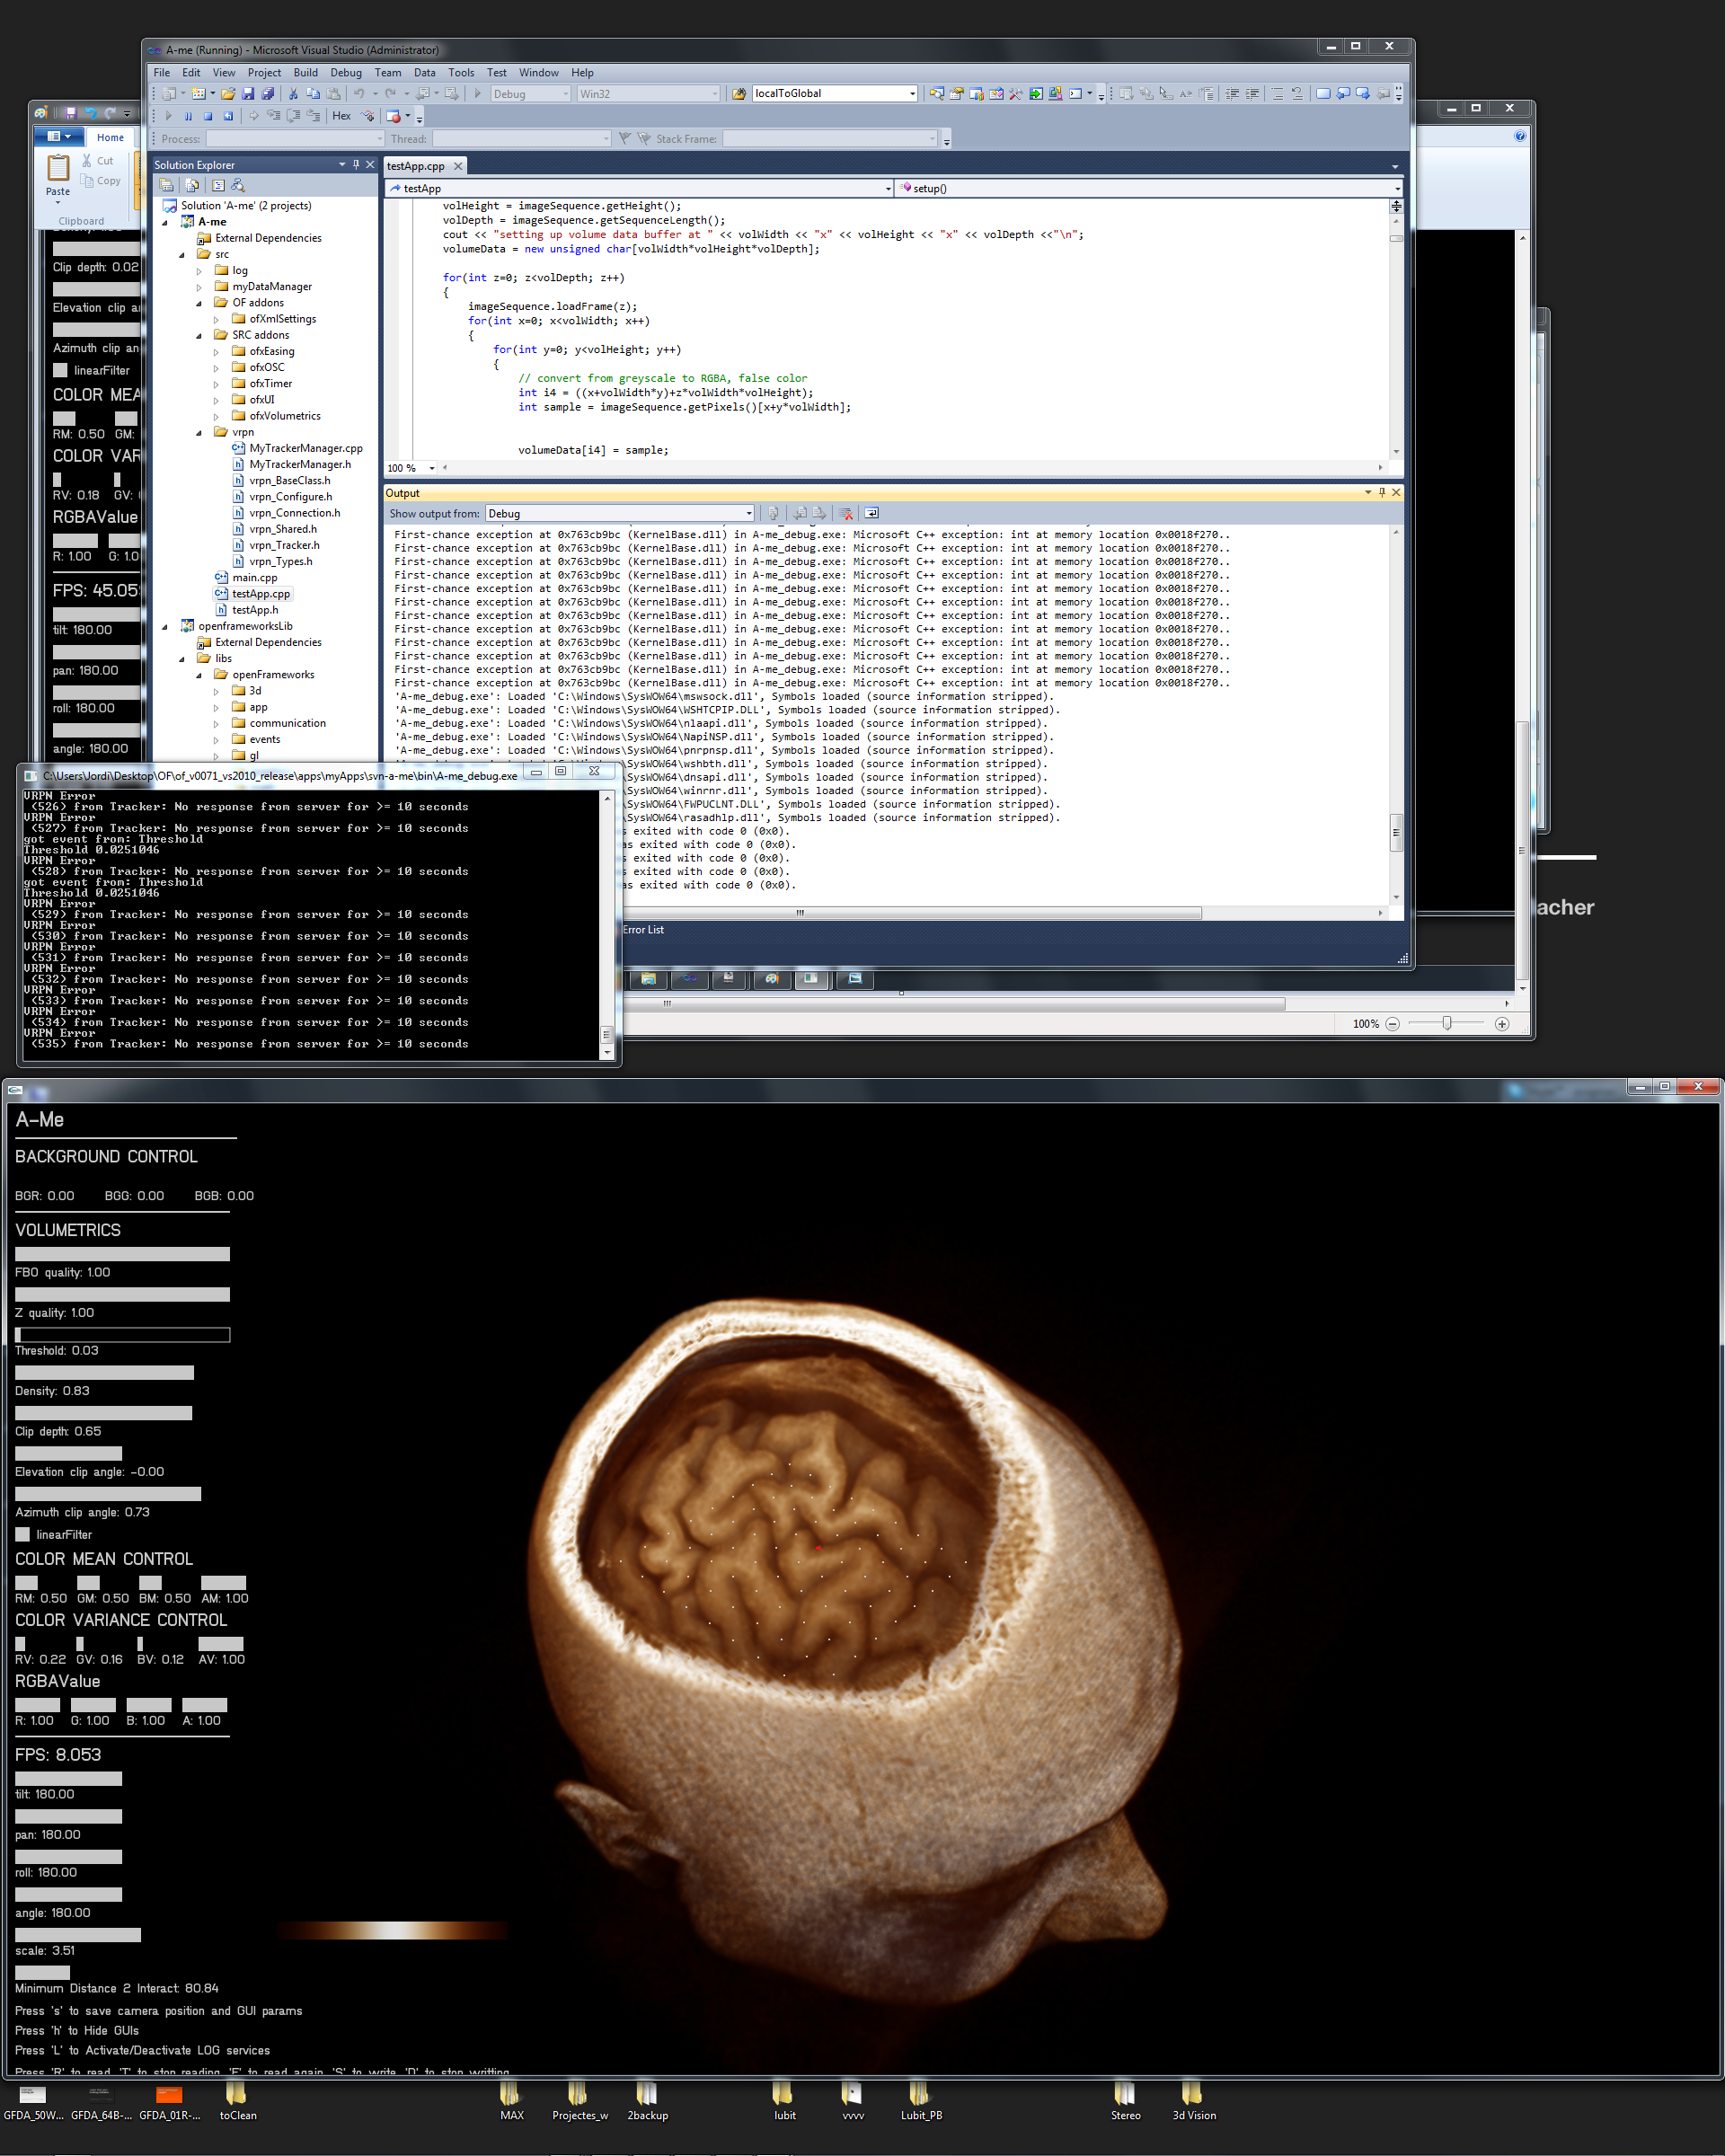 A-me (Running) - Microsoft Visual Studio (Administrator)
File Edit View Project Build Debug Team Data Tools Test Window Help
Debug Win32 localToGlobal
Hex
Process: Thread: Stack Frame:
Home
Paste
Cut
Copy
Clipboard
Clip depth: 0.02
Elevation clip
Azimuth clip
linearFilter
COLOR
RM: 0.50 GM:
COLOR
RV: 0.18 GV:
RGBAValue
R: 1.00 G: 1.0
FPS: 45.05
tilt: 180.00
pan: 180.00
roll: 180.00
angle: 180.00
Solution Explorer
Solution 'A-me' (2 projects)
A-me
External Dependencies
src
log
myDataManager
OF addons
ofXmlSettings
SRC addons
ofxEasing
ofxOSC
ofxTimer
ofxUI
ofxVolumetrics
vrpn
MyTrackerManager.cpp
MyTrackerManager.h
vrpn_BaseClass.h
vrpn_Configure.h
vrpn_Connection.h
vrpn_Shared.h
vrpn_Tracker.h
vrpn_Types.h
main.cpp
testApp.cpp
testApp.h
openframeworksLib
External Dependencies
libs
openFrameworks
3d
app
communication
events
gl
testApp.cpp
testApp setup()
volHeight = imageSequence.getHeight();
volDepth = imageSequence.getSequenceLength();
cout << "setting up volume data buffer at " << volWidth << "x" << volHeight << "x" << volDepth <<"\n";
volumeData = new unsigned char[volWidth*volHeight*volDepth];
for(int z=0; z<volDepth; z++)
{
imageSequence.loadFrame(z);
for(int x=0; x<volWidth; x++)
{
for(int y=0; y<volHeight; y++)
{
// convert from greyscale to RGBA, false color
int i4 = ((x+volWidth*y)+z*volWidth*volHeight);
int sample = imageSequence.getPixels()[x+y*volWidth];
volumeData[i4] = sample;
100 %
Output
Show output from: Debug
First-chance exception at 0x763cb9bc (KernelBase.dll) in A-me_debug.exe: Microsoft C++ exception: int at memory location 0x0018f270..
First-chance exception at 0x763cb9bc (KernelBase.dll) in A-me_debug.exe: Microsoft C++ exception: int at memory location 0x0018f270..
First-chance exception at 0x763cb9bc (KernelBase.dll) in A-me_debug.exe: Microsoft C++ exception: int at memory location 0x0018f270..
First-chance exception at 0x763cb9bc (KernelBase.dll) in A-me_debug.exe: Microsoft C++ exception: int at memory location 0x0018f270..
First-chance exception at 0x763cb9bc (KernelBase.dll) in A-me_debug.exe: Microsoft C++ exception: int at memory location 0x0018f270..
First-chance exception at 0x763cb9bc (KernelBase.dll) in A-me_debug.exe: Microsoft C++ exception: int at memory location 0x0018f270..
First-chance exception at 0x763cb9bc (KernelBase.dll) in A-me_debug.exe: Microsoft C++ exception: int at memory location 0x0018f270..
First-chance exception at 0x763cb9bc (KernelBase.dll) in A-me_debug.exe: Microsoft C++ exception: int at memory location 0x0018f270..
First-chance exception at 0x763cb9bc (KernelBase.dll) in A-me_debug.exe: Microsoft C++ exception: int at memory location 0x0018f270..
First-chance exception at 0x763cb9bc (KernelBase.dll) in A-me_debug.exe: Microsoft C++ exception: int at memory location 0x0018f270..
First-chance exception at 0x763cb9bc (KernelBase.dll) in A-me_debug.exe: Microsoft C++ exception: int at memory location 0x0018f270..
First-chance exception at 0x763cb9bc (KernelBase.dll) in A-me_debug.exe: Microsoft C++ exception: int at memory location 0x0018f270..
'A-me_debug.exe': Loaded 'C:\Windows\SysWOW64\mswsock.dll', Symbols loaded (source information stripped).
'A-me_debug.exe': Loaded 'C:\Windows\SysWOW64\WSHTCPIP.DLL', Symbols loaded (source information stripped).
'A-me_debug.exe': Loaded 'C:\Windows\SysWOW64\nlaapi.dll', Symbols loaded (source information stripped).
'A-me_debug.exe': Loaded 'C:\Windows\SysWOW64\NapiNSP.dll', Symbols loaded (source information stripped).
'A-me_debug.exe': Loaded 'C:\Windows\SysWOW64\pnrpnsp.dll', Symbols loaded (source information stripped).
SysWOW64\wshbth.dll', Symbols loaded (source information stripped).
SysWOW64\dnsapi.dll', Symbols loaded (source information stripped).
SysWOW64\winrnr.dll', Symbols loaded (source information stripped).
SysWOW64\FWPUCLNT.DLL', Symbols loaded (source information stripped).
SysWOW64\rasadhlp.dll', Symbols loaded (source information stripped).
s exited with code 0 (0x0).
as exited with code 0 (0x0).
s exited with code 0 (0x0).
s exited with code 0 (0x0).
as exited with code 0 (0x0).
Error List
acher
100%
C:\Users\Jordi\Desktop\OF\of_v0071_vs2010_release\apps\myApps\svn-a-me\bin\A-me_debug.exe
VRPN Error
(526) from Tracker: No response from server for >= 10 seconds
VRPN Error
(527) from Tracker: No response from server for >= 10 seconds
got event from: Threshold
Threshold 0.0251046
VRPN Error
(528) from Tracker: No response from server for >= 10 seconds
got event from: Threshold
Threshold 0.0251046
VRPN Error
(529) from Tracker: No response from server for >= 10 seconds
VRPN Error
(530) from Tracker: No response from server for >= 10 seconds
VRPN Error
(531) from Tracker: No response from server for >= 10 seconds
VRPN Error
(532) from Tracker: No response from server for >= 10 seconds
VRPN Error
(533) from Tracker: No response from server for >= 10 seconds
VRPN Error
(534) from Tracker: No response from server for >= 10 seconds
VRPN Error
(535) from Tracker: No response from server for >= 10 seconds
A-Me
BACKGROUND CONTROL
BGR: 0.00 BGG: 0.00 BGB: 0.00
VOLUMETRICS
FBO quality: 1.00
Z quality: 1.00
Threshold: 0.03
Density: 0.83
Clip depth: 0.65
Elevation clip angle: -0.00
Azimuth clip angle: 0.73
linearFilter
COLOR MEAN CONTROL
RM: 0.50 GM: 0.50 BM: 0.50 AM: 1.00
COLOR VARIANCE CONTROL
RV: 0.22 GV: 0.16 BV: 0.12 AV: 1.00
RGBAValue
R: 1.00 G: 1.00 B: 1.00 A: 1.00
FPS: 8.053
tilt: 180.00
pan: 180.00
roll: 180.00
angle: 180.00
scale: 3.51
Minimum Distance 2 Interact: 80.84
Press 's' to save camera position and GUI params
Press 'h' to Hide GUIs
Press 'L' to Activate/Deactivate LOG services
Press 'R' to read, 'T' to stop reading, 'F' to read again, 'S' to write, 'D' to stop writting
GFDA_50W... GFDA_64B-... GFDA_01R-... toClean MAX Projectes_w 2backup lubit vvvv Lubit_PB Stereo 3d Vision